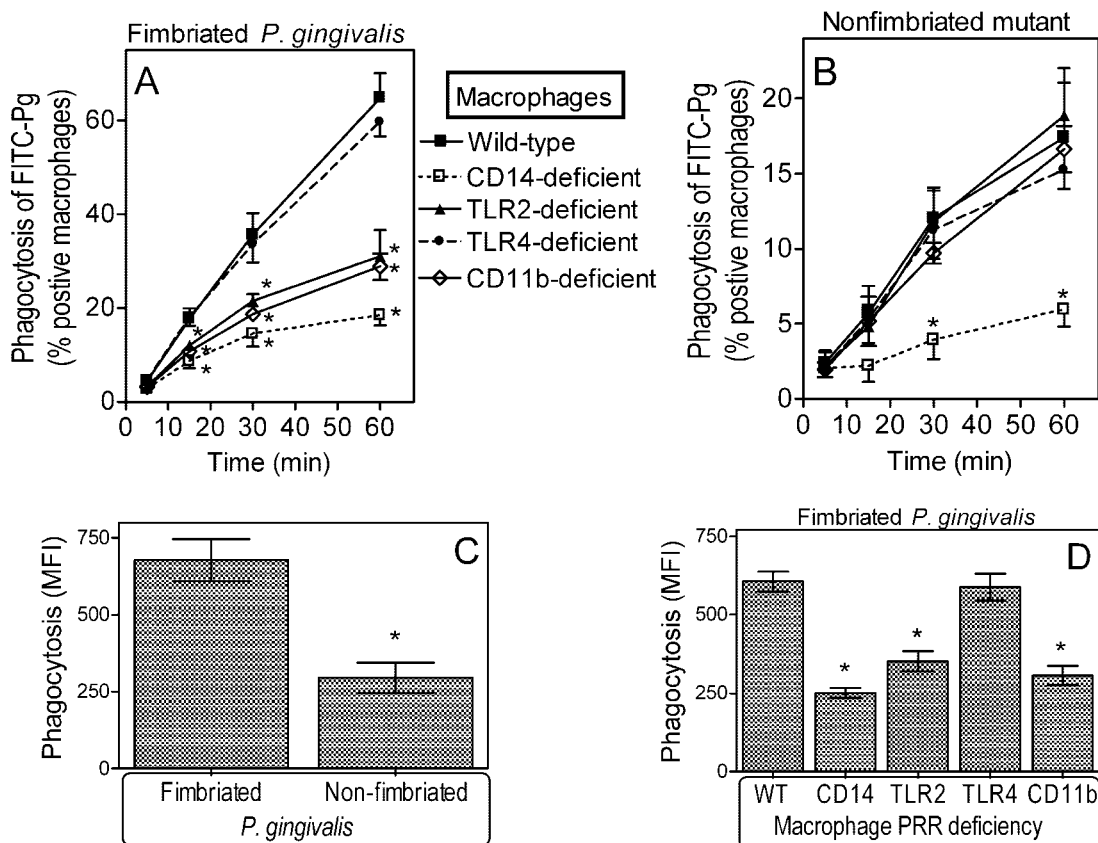 Fimbriated P. gingivalis
A
Phagocytosis of FITC-Pg
(% postive macrophages)
60
40
20
0
0 10 20 30 40 50 60
Time (min)
* * * * * * * * *
Macrophages
Wild-type
CD14-deficient
TLR2-deficient
TLR4-deficient
CD11b-deficient
Nonfimbriated mutant
B
Phagocytosis of FITC-Pg
(% postive macrophages)
20
15
10
5
0
0 10 20 30 40 50 60
Time (min)
* *
C
Phagocytosis (MFI)
750
500
250
0
*
Fimbriated Non-fimbriated
P. gingivalis
Fimbriated P. gingivalis
D
Phagocytosis (MFI)
750
500
250
0
* * *
WT CD14 TLR2 TLR4 CD11b
Macrophage PRR deficiency